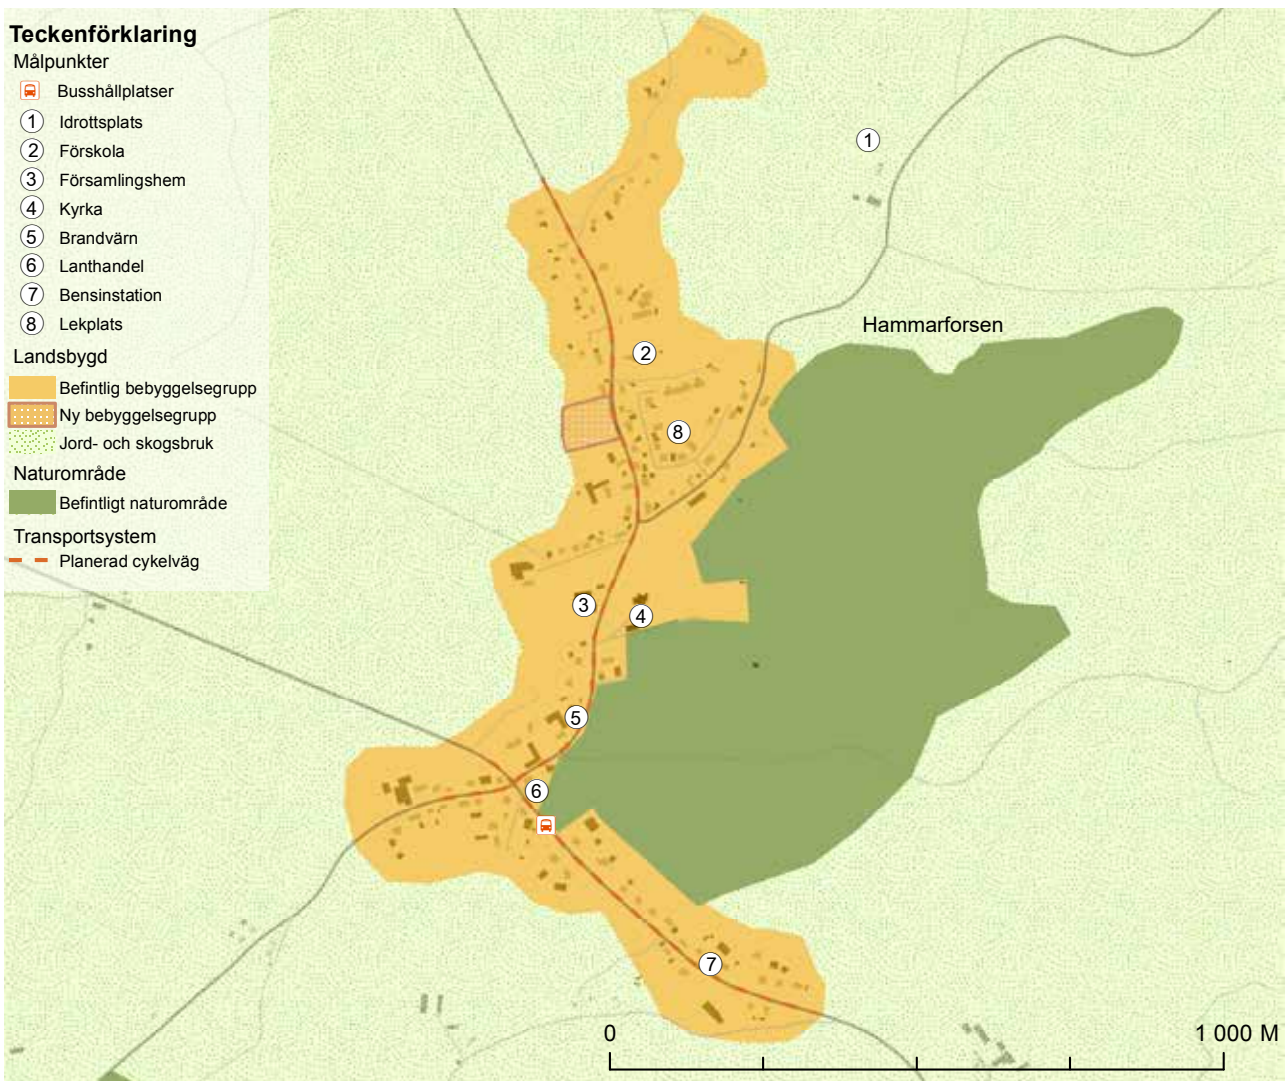 Teckenförklaring
Målpunkter
Busshållplatser
1 Idrottsplats
2 Förskola
3 Församlingshem
4 Kyrka
5 Brandvärn
6 Lanthandel
7 Bensinstation
8 Lekplats
Landsbygd
Befintlig bebyggelsegrupp
Ny bebyggelsegrupp
Jord- och skogsbruk
Naturområde
Befintligt naturområde
Transportsystem
Planerad cykelväg
1
Hammarforsen
2
8
3
4
5
6
7
0 1 000 M